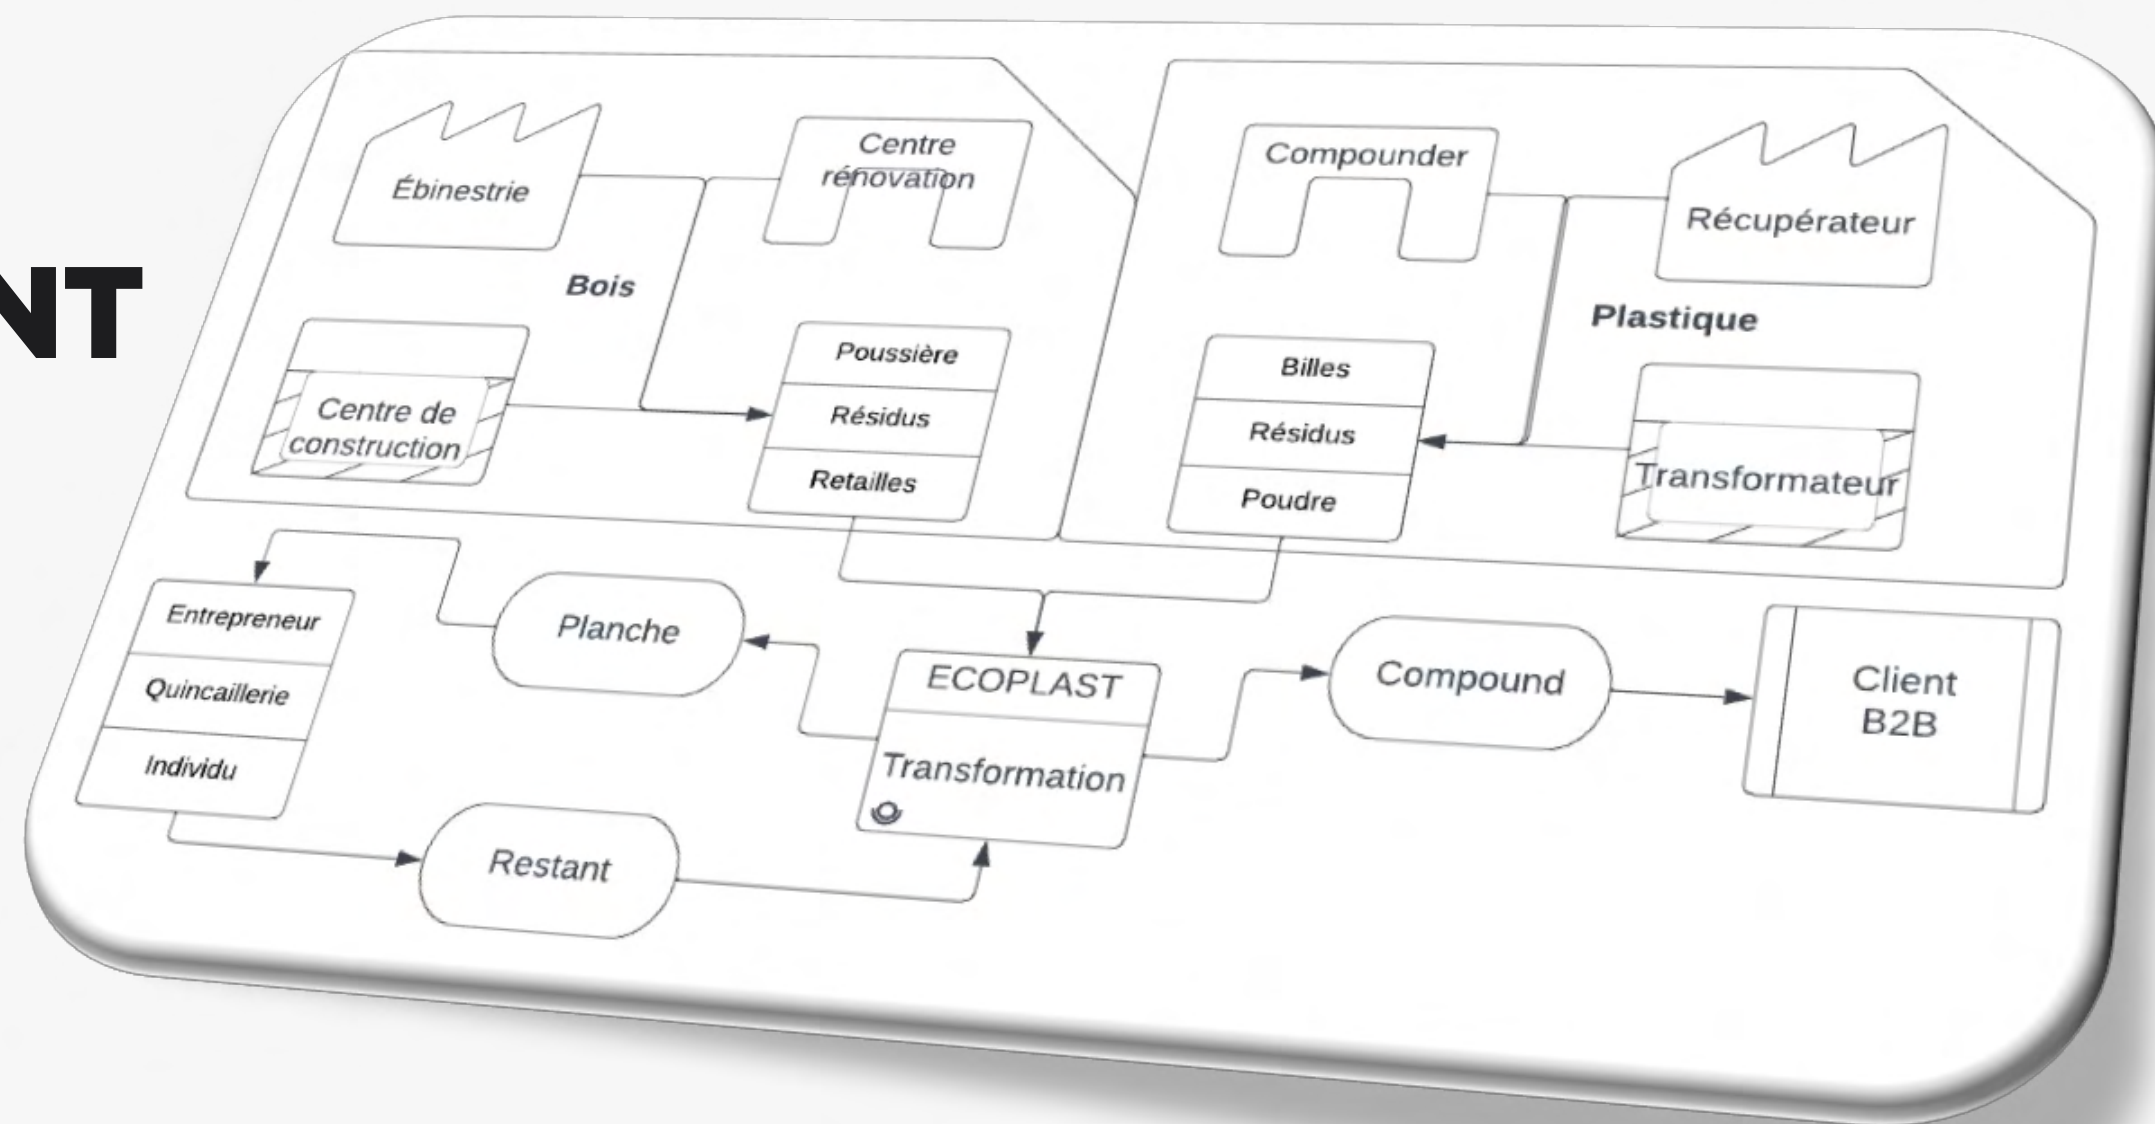 NT
Ébinestrie
Centre
rénovation
Bois
Centre de
construction
Poussière
Résidus
Retailles
Compounder
Récupérateur
Plastique
Billes
Résidus
Poudre
Transformateur
Entrepreneur
Quincaillerie
Individu
Planche
ECOPLAST
Transformation
Compound
Client
B2B
Restant